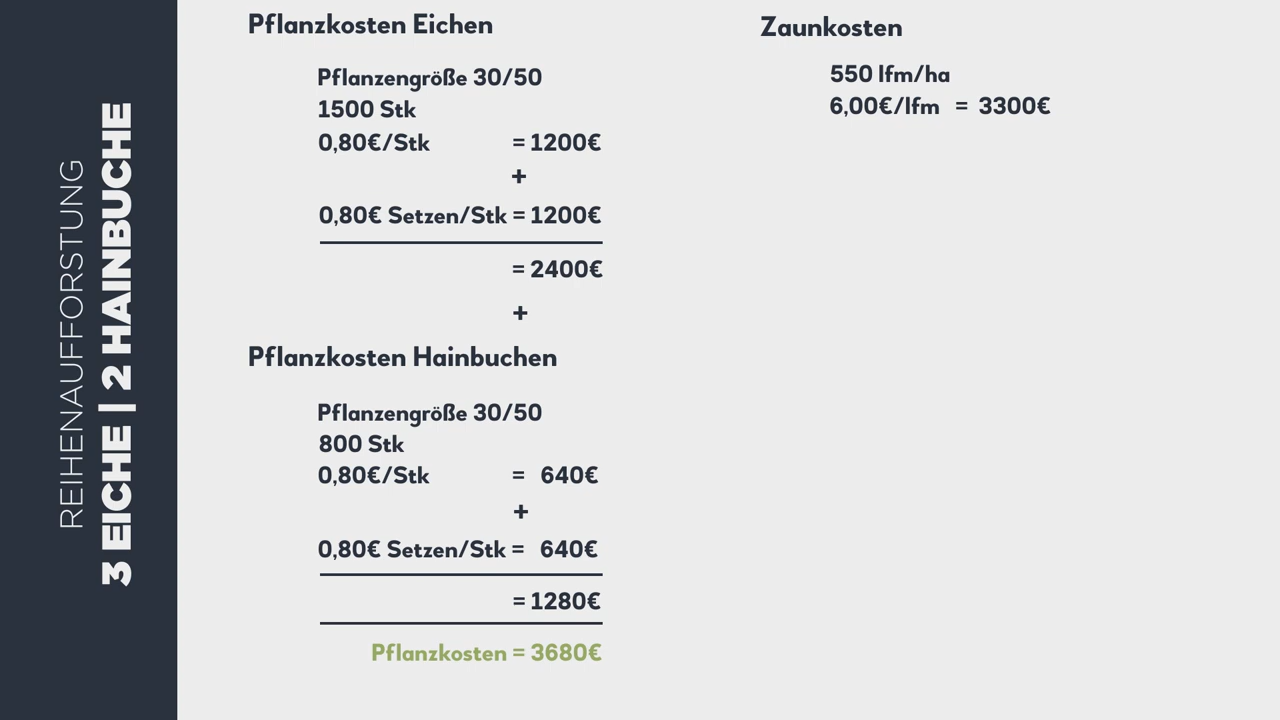 REIHENAUFFORSTUNG
3 EICHE | 2 HAINBUCHE
Pflanzkosten Eichen
Pflanzengröße 30/50
1500 Stk
0,80€/Stk = 1200€
+
0,80€ Setzen/Stk = 1200€
= 2400€
+
Pflanzkosten Hainbuchen
Pflanzengröße 30/50
800 Stk
0,80€/Stk = 640€
+
0,80€ Setzen/Stk = 640€
= 1280€
Pflanzkosten = 3680€
Zaunkosten
550 lfm/ha
6,00€/lfm = 3300€